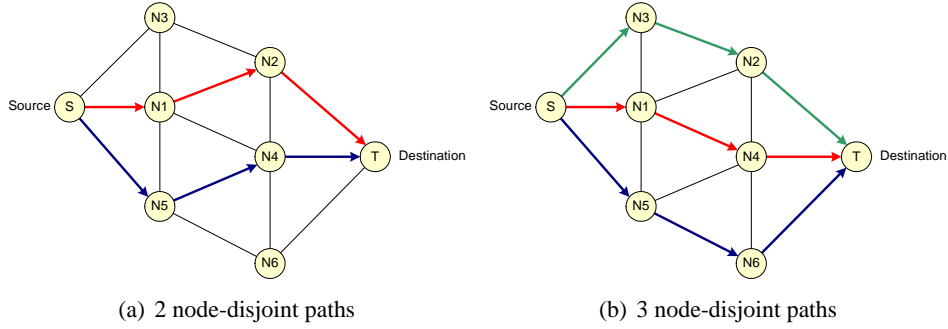 N3
N2
Source S N1
N4 T Destination
N5
N6
(a) 2 node-disjoint paths
N3
N2
Source S N1
N4 T Destination
N5
N6
(b) 3 node-disjoint paths